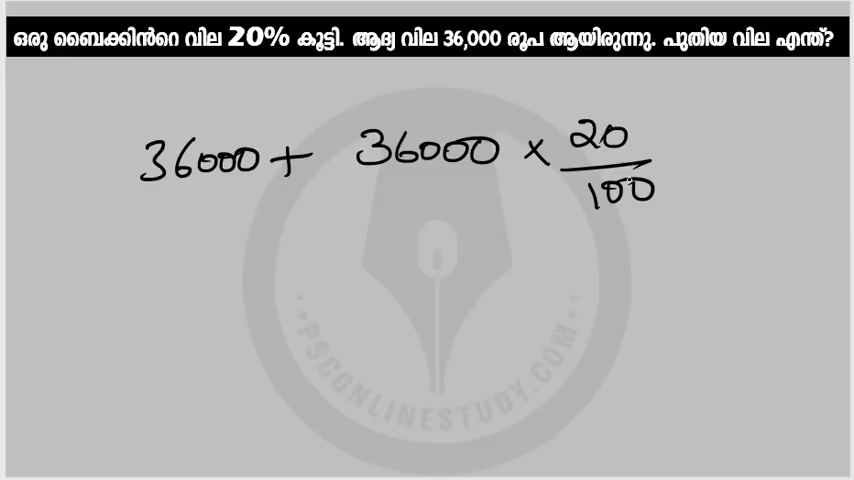 ഒരു ബൈക്കിൻറെ വില 20% കൂട്ടി. ആദ്യ വില 36,000 രൂപ ആയിരുന്നു. പുതിയ വില എന്ത്?
36000 + 36000 × 20
100
PSCONLINESTUDY.COM